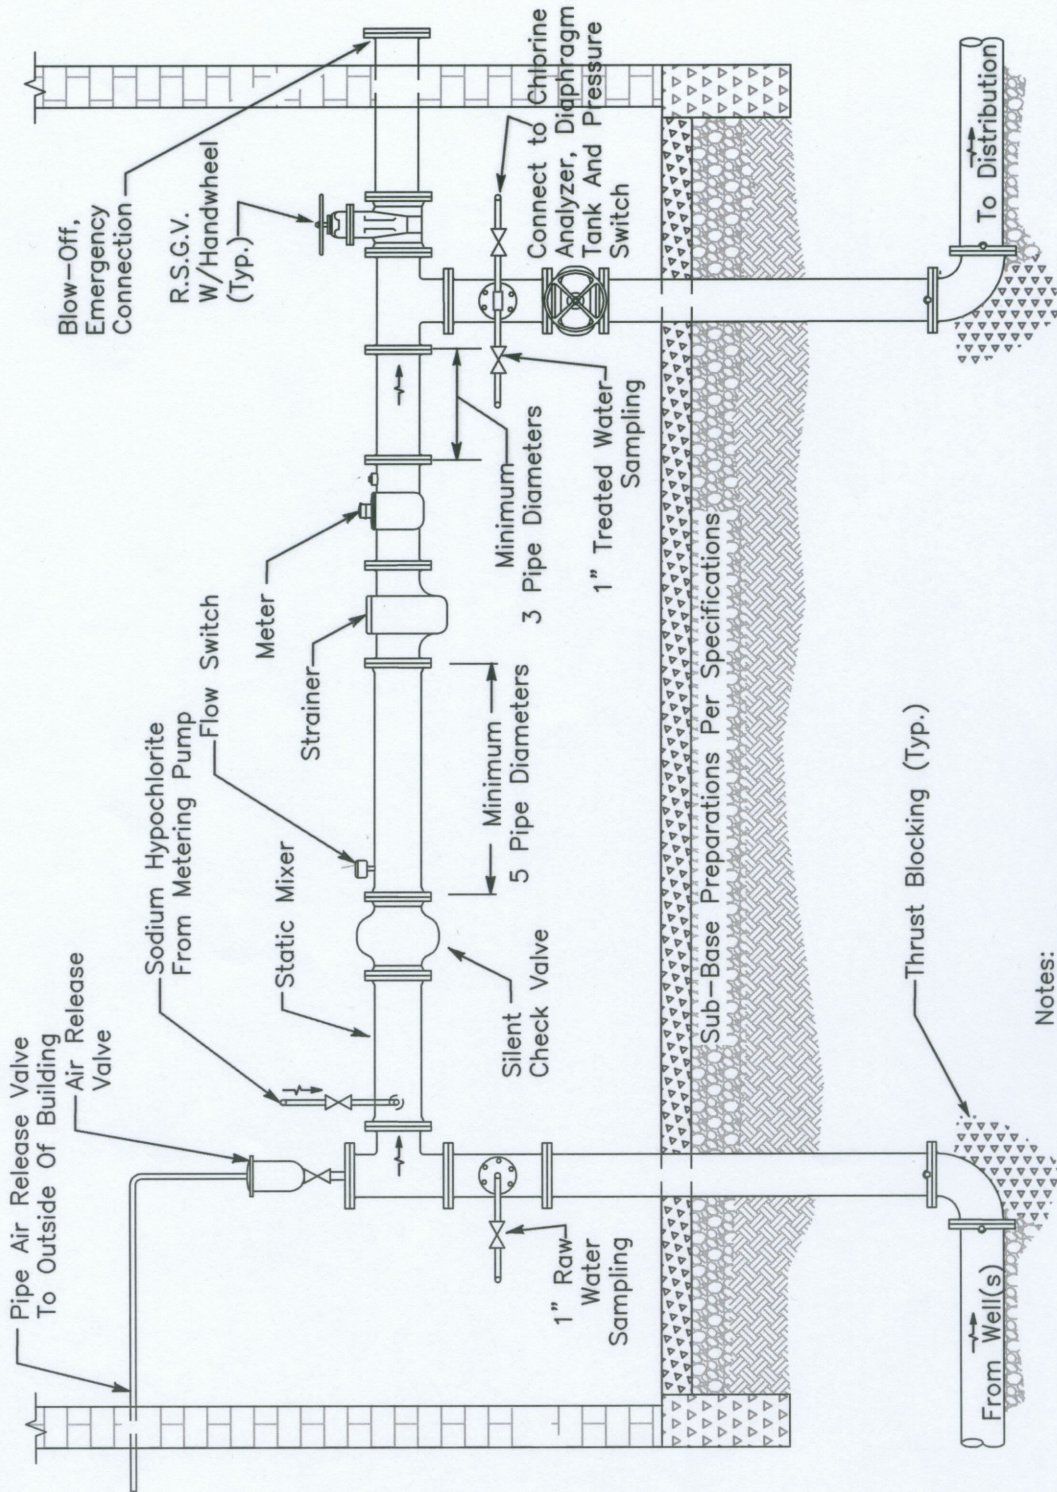 Pipe Air Release Valve
To Outside Of Building
Air Release
Valve
Sodium Hypochlorite
From Metering Pump
Flow Switch
Static Mixer
Strainer
Meter
Blow-Off,
Emergency
Connection
R.S.G.V.
W/Handwheel
(Typ.)
Connect to Chlorine
Analyzer, Diaphragm
Tank And Pressure
Switch
Silent
Check Valve
Minimum
5 Pipe Diameters
Minimum
3 Pipe Diameters
1" Treated Water
Sampling
1" Raw
Water
Sampling
Sub-Base Preparations Per Specifications
Thrust Blocking (Typ.)
From Well(s)
To Distribution
Notes: